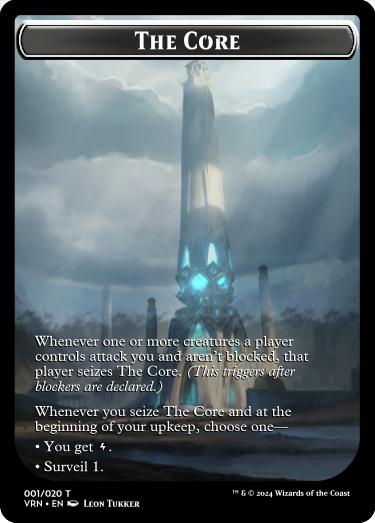 The Core
Whenever one or more creatures a player
controls attack you and aren't blocked, that
player seizes The Core. (This triggers after
blockers are declared.)
Whenever you seize The Core and at the
beginning of your upkeep, choose one—
• You get .
• Surveil 1.
001/020 T
VRN • EN Leon Tukker
™ & © 2024 Wizards of the Coast